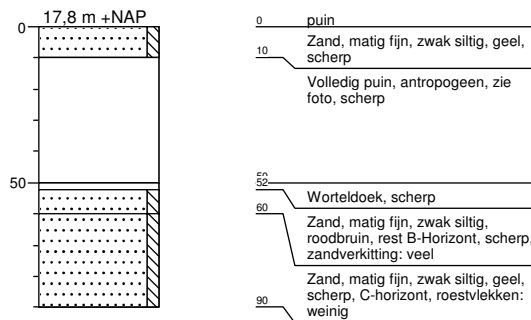 17,8 m +NAP
0
50
0
puin
Zand, matig fijn, zwak siltig, geel,
scherp
10
Volledig puin, antropogeen, zie
foto, scherp
50
52
Worteldoek, scherp
60
Zand, matig fijn, zwak siltig,
roodbruin, rest B-Horizont, scherp,
zandverkitting: veel
Zand, matig fijn, zwak siltig, geel,
scherp, C-horizont, roestvlekken:
weinig
90